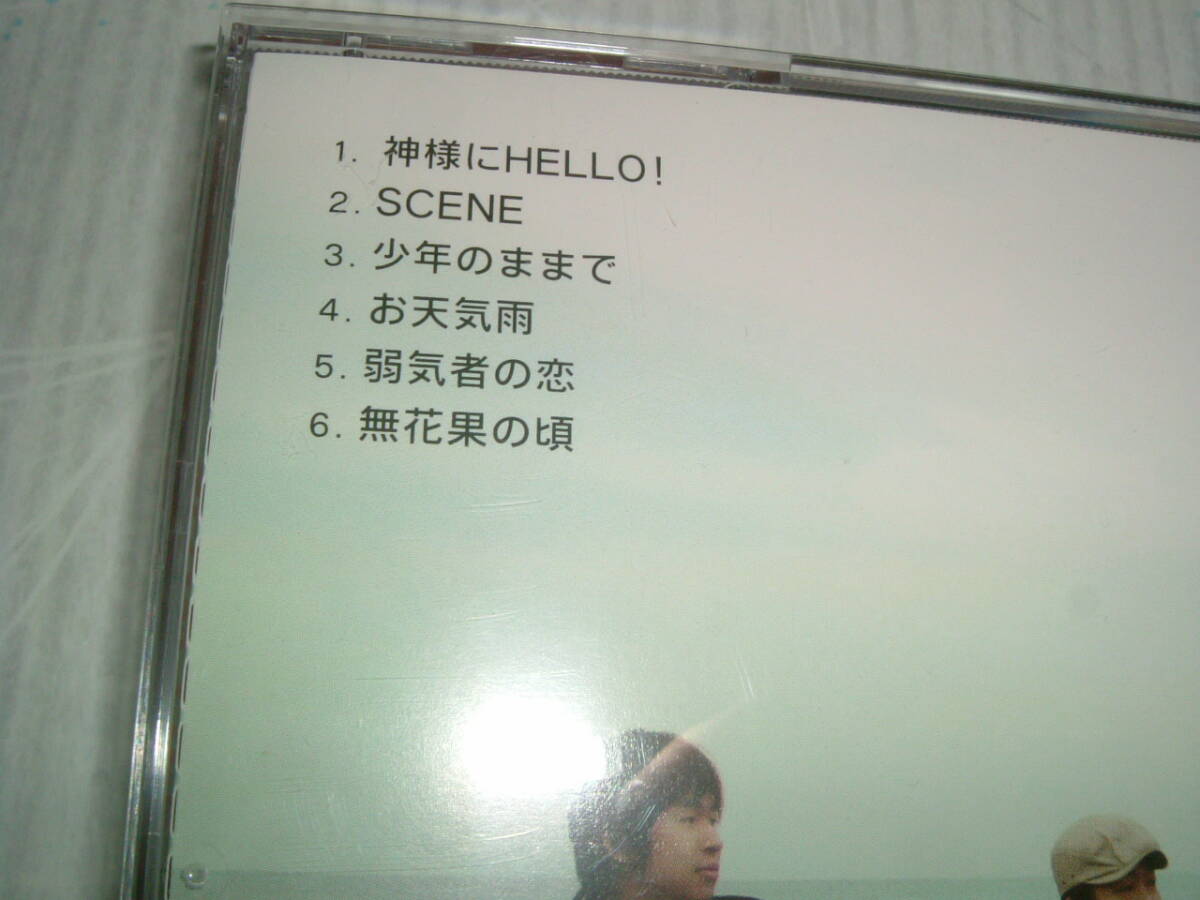 1. 神様にHELLO!
2. SCENE
3. 少年のままで
4. お天気雨
5. 弱気者の恋
6. 無花果の頃